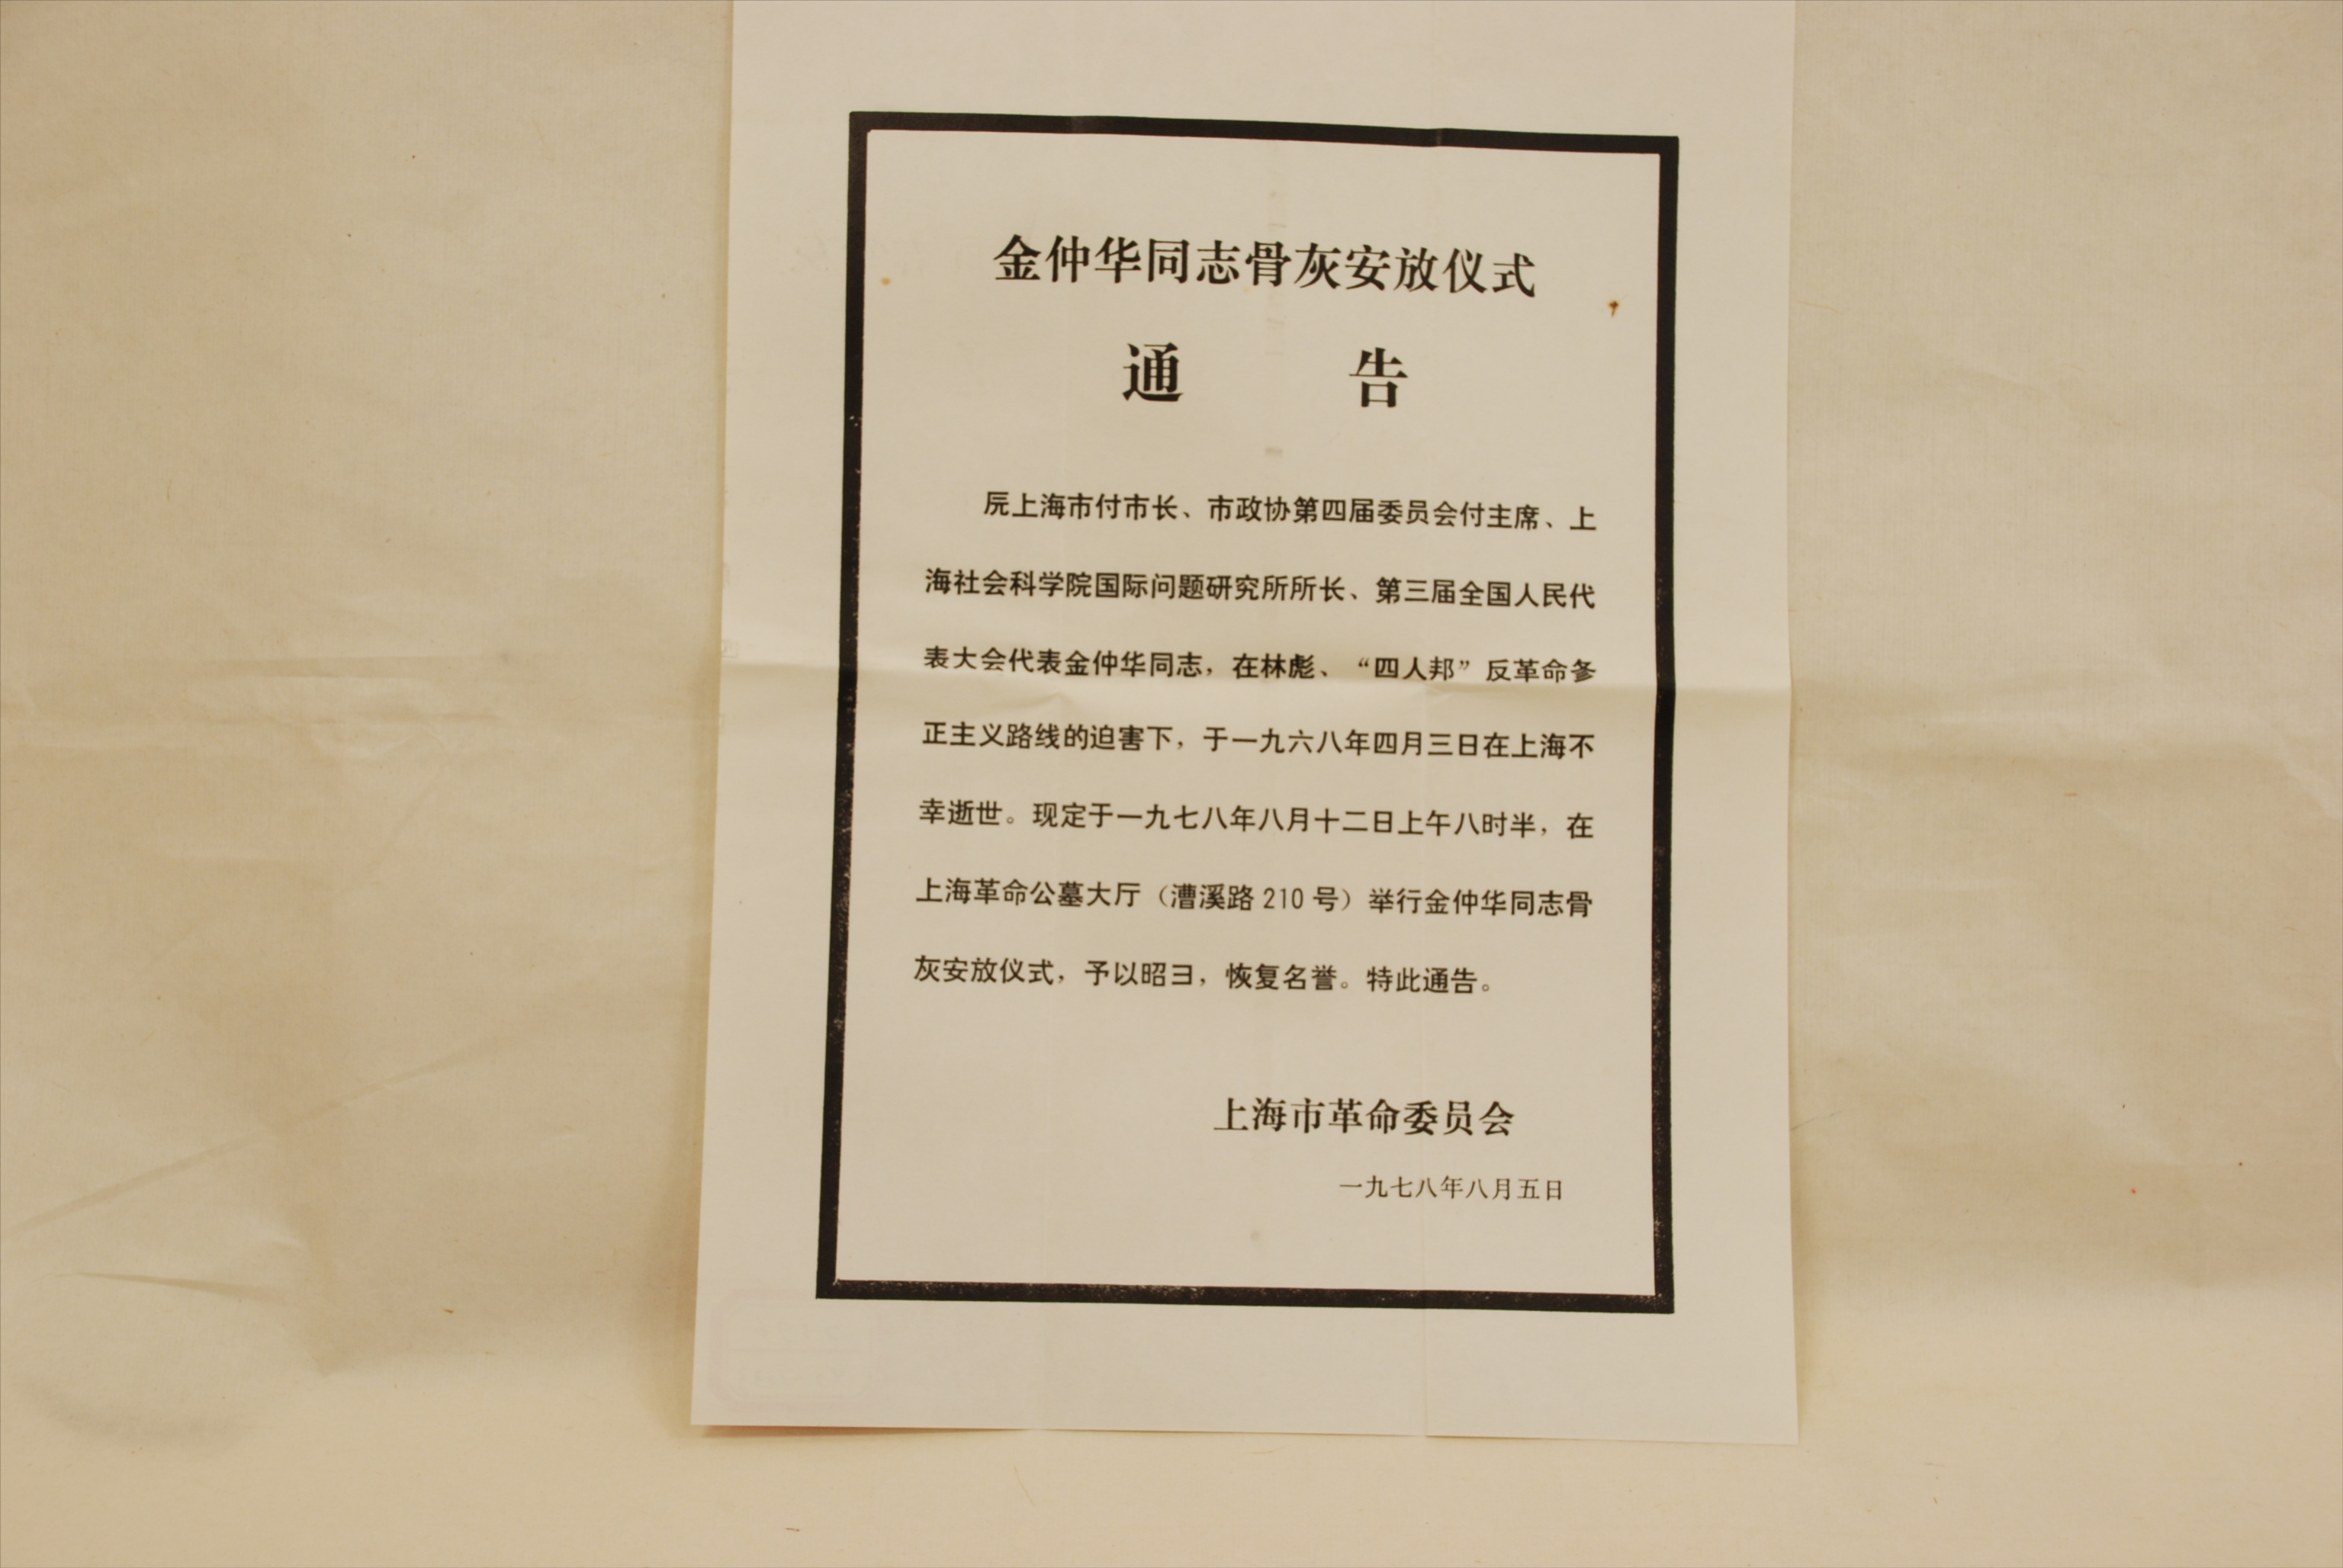 金仲华同志骨灰安放仪式
通 告
原上海市付市长、市政协第四届委员会付主席、上
海社会科学院国际问题研究所所长、第三届全国人民代
表大会代表金仲华同志，在林彪、“四人邦”反革命修
正主义路线的迫害下，于一九六八年四月三日在上海不
幸逝世。现定于一九七八年八月十二日上午八时半，在
上海革命公墓大厅（漕溪路210号）举行金仲华同志骨
灰安放仪式，予以昭彐，恢复名誉。特此通告。
上海市革命委员会
一九七八年八月五日